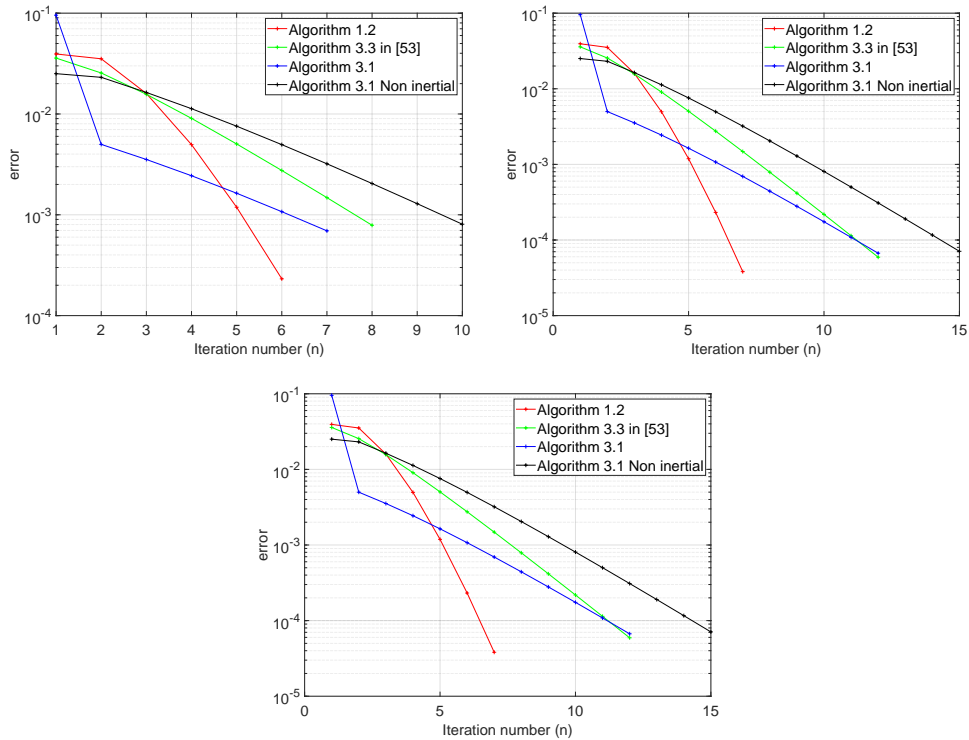 10^-1
10^-2
10^-3
10^-4
error
1 2 3 4 5 6 7 8 9 10
Iteration number (n)
Algorithm 1.2
Algorithm 3.3 in [53]
Algorithm 3.1
Algorithm 3.1 Non inertial
10^-1
10^-2
10^-3
10^-4
10^-5
error
0 5 10 15
Iteration number (n)
Algorithm 1.2
Algorithm 3.3 in [53]
Algorithm 3.1
Algorithm 3.1 Non inertial
10^-1
10^-2
10^-3
10^-4
10^-5
error
0 5 10 15
Iteration number (n)
Algorithm 1.2
Algorithm 3.3 in [53]
Algorithm 3.1
Algorithm 3.1 Non inertial